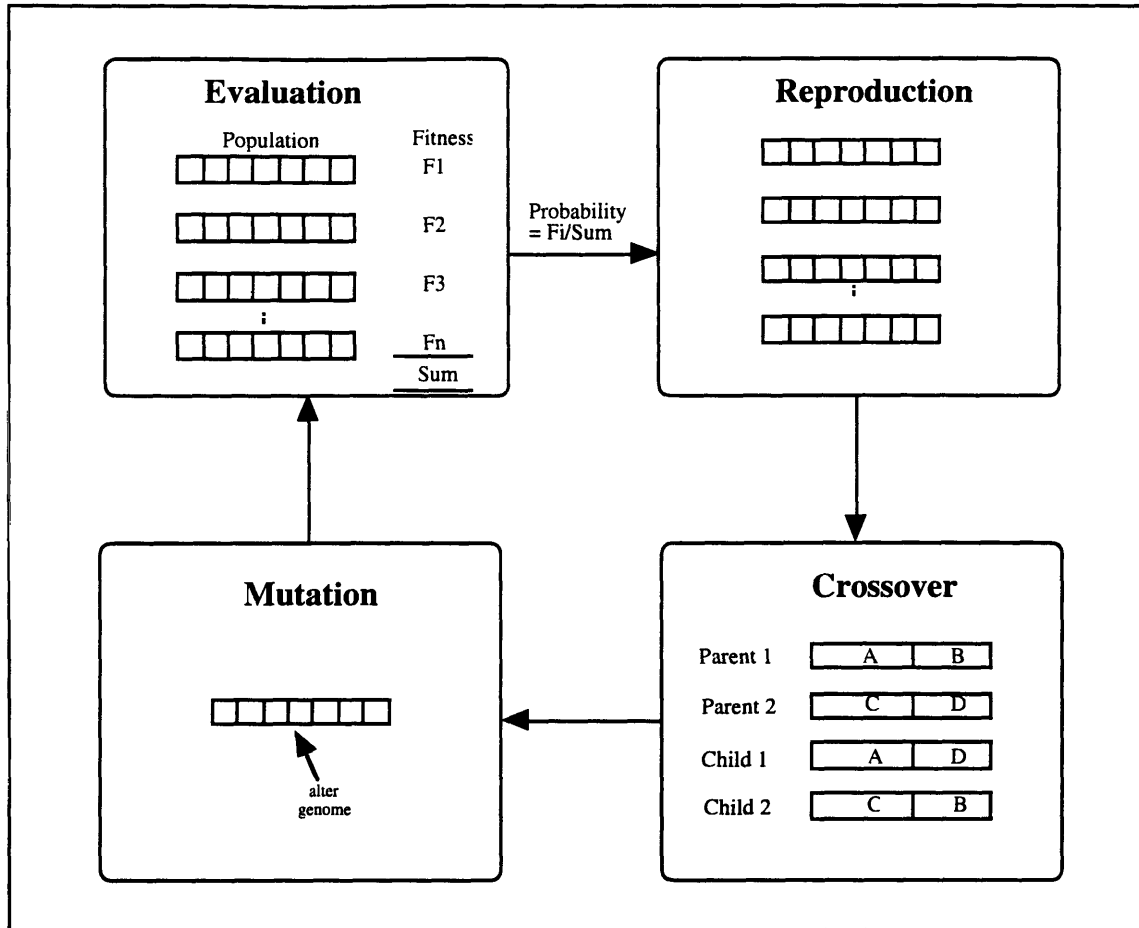 Evaluation
Population Fitness
F1
F2
F3
Fn
Sum
Probability
= Fi/Sum
Reproduction
Crossover
Parent 1 A B
Parent 2 C D
Child 1 A D
Child 2 C B
Mutation
alter
genome